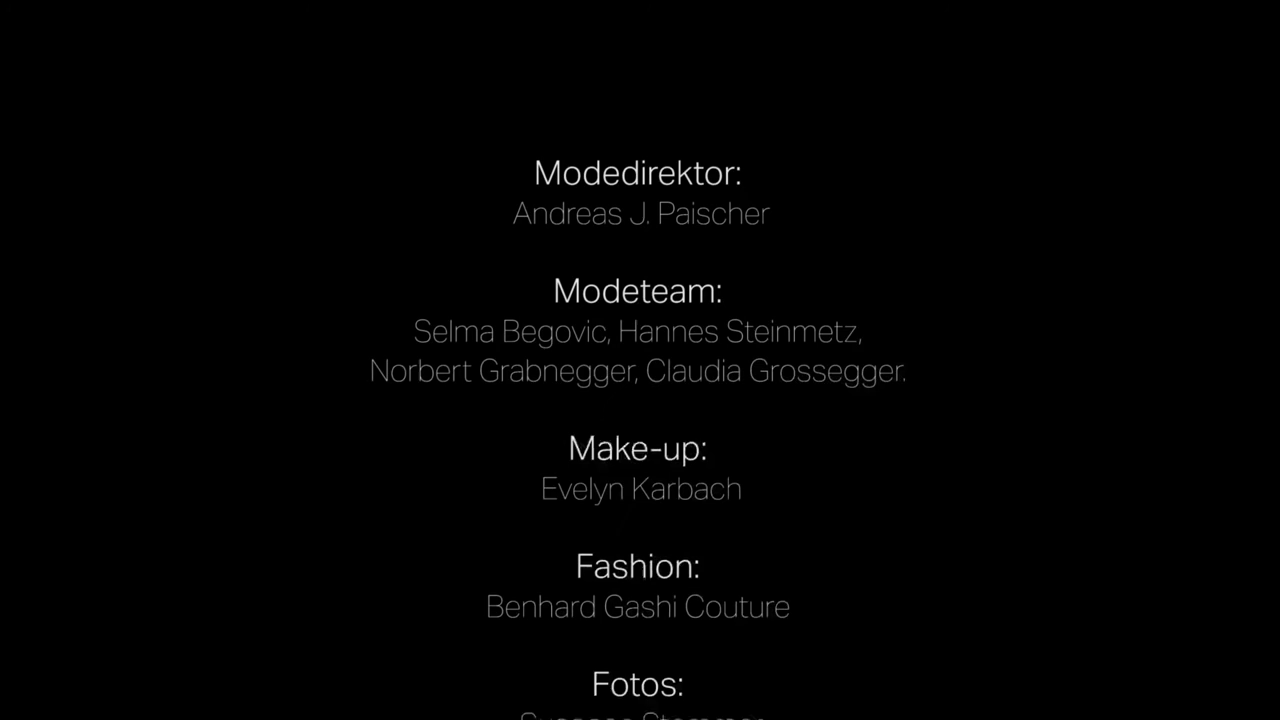 Modedirektor:
Andreas J. Paischer
Modeteam:
Selma Begovic, Hannes Steinmetz,
Norbert Grabnegger, Claudia Grossegger.
Make-up:
Evelyn Karbach
Fashion:
Benhard Gashi Couture
Fotos: